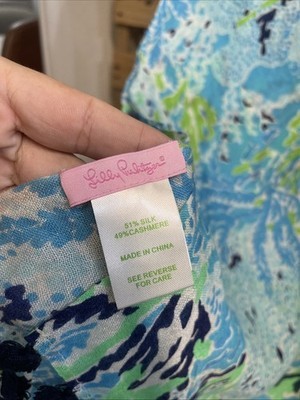 Lilly Pulitzer®
51% SILK
49%CASHMERE
MADE IN CHINA
SEE REVERSE
FOR CARE